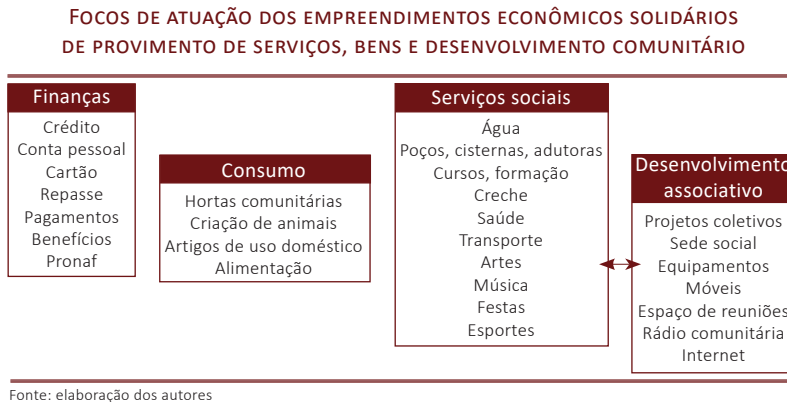 FOCOS DE ATUAÇÃO DOS EMPREENDIMENTOS ECONÔMICOS SOLIDÁRIOS
DE PROVIMENTO DE SERVIÇOS, BENS E DESENVOLVIMENTO COMUNITÁRIO
Finanças
Crédito
Conta pessoal
Cartão
Repasse
Pagamentos
Benefícios
Pronaf
Consumo
Hortas comunitárias
Criação de animais
Artigos de uso doméstico
Alimentação
Serviços sociais
Água
Poços, cisternas, adutoras
Cursos, formação
Creche
Saúde
Transporte
Artes
Música
Festas
Esportes
Desenvolvimento
associativo
Projetos coletivos
Sede social
Equipamentos
Móveis
Espaço de reuniões
Rádio comunitária
Internet
Fonte: elaboração dos autores